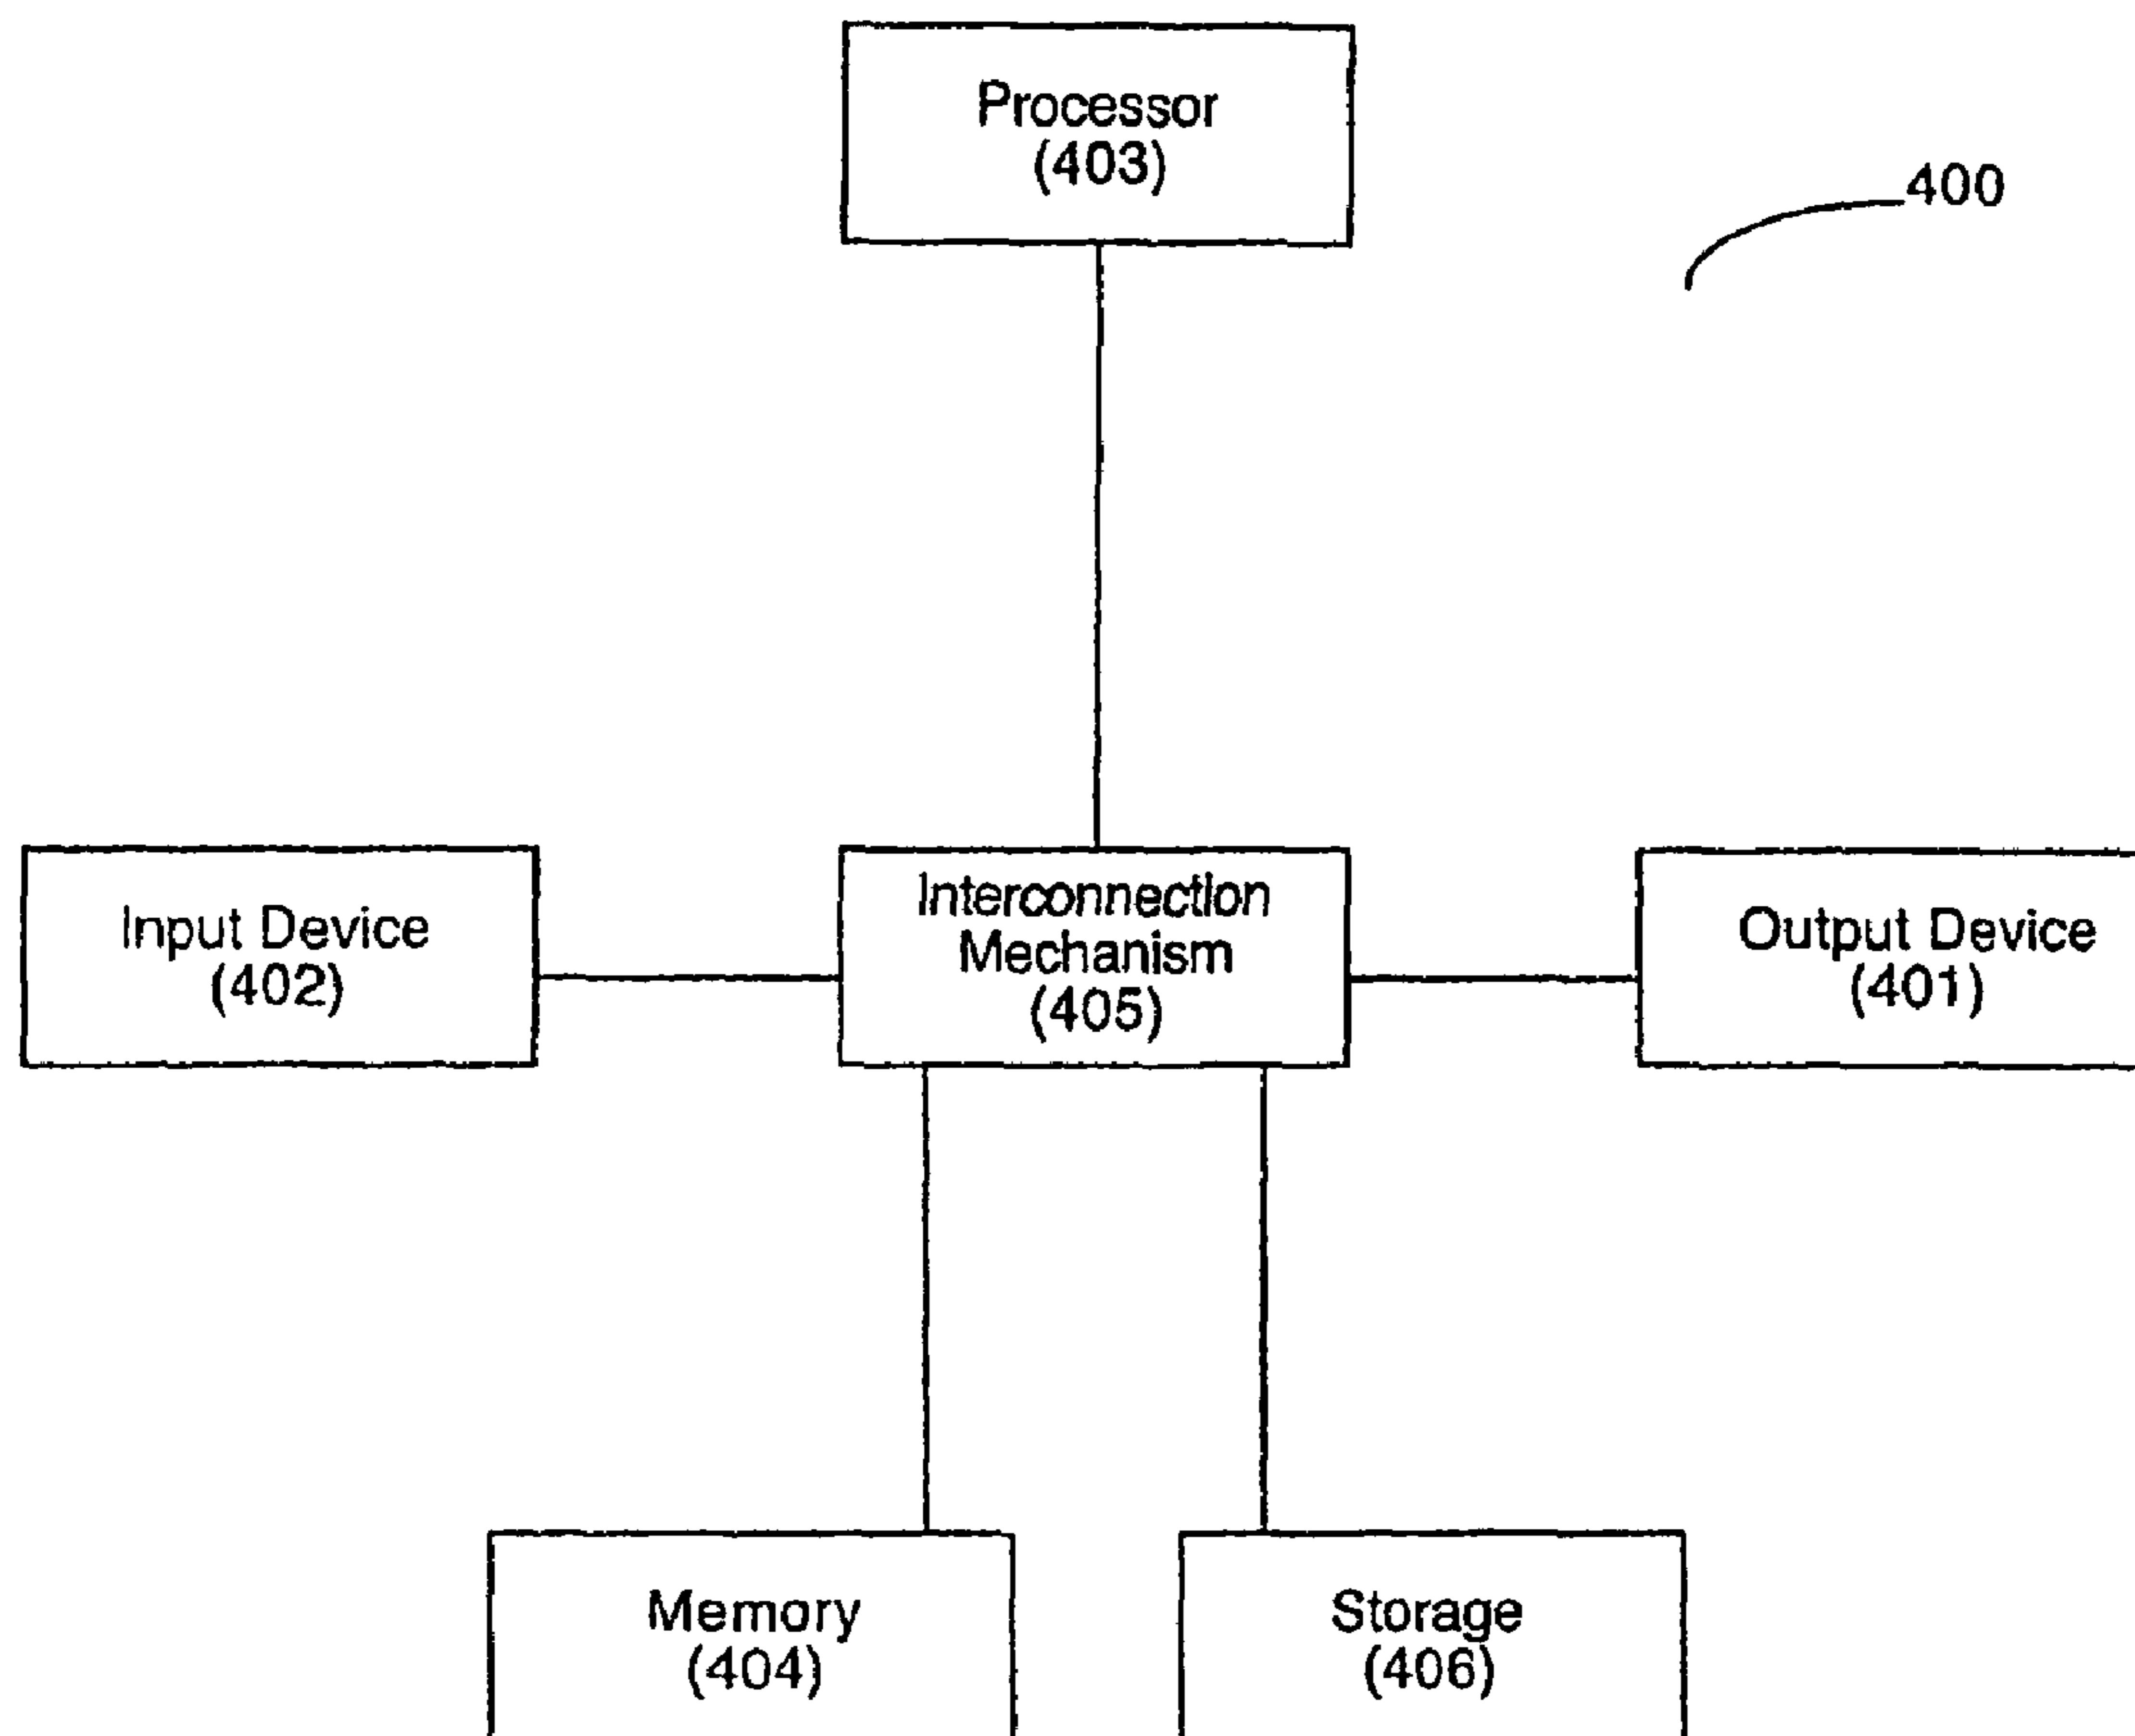 Processor
(403)
400
Input Device
(402)
Interconnection
Mechanism
(405)
Output Device
(401)
Memory
(404)
Storage
(406)